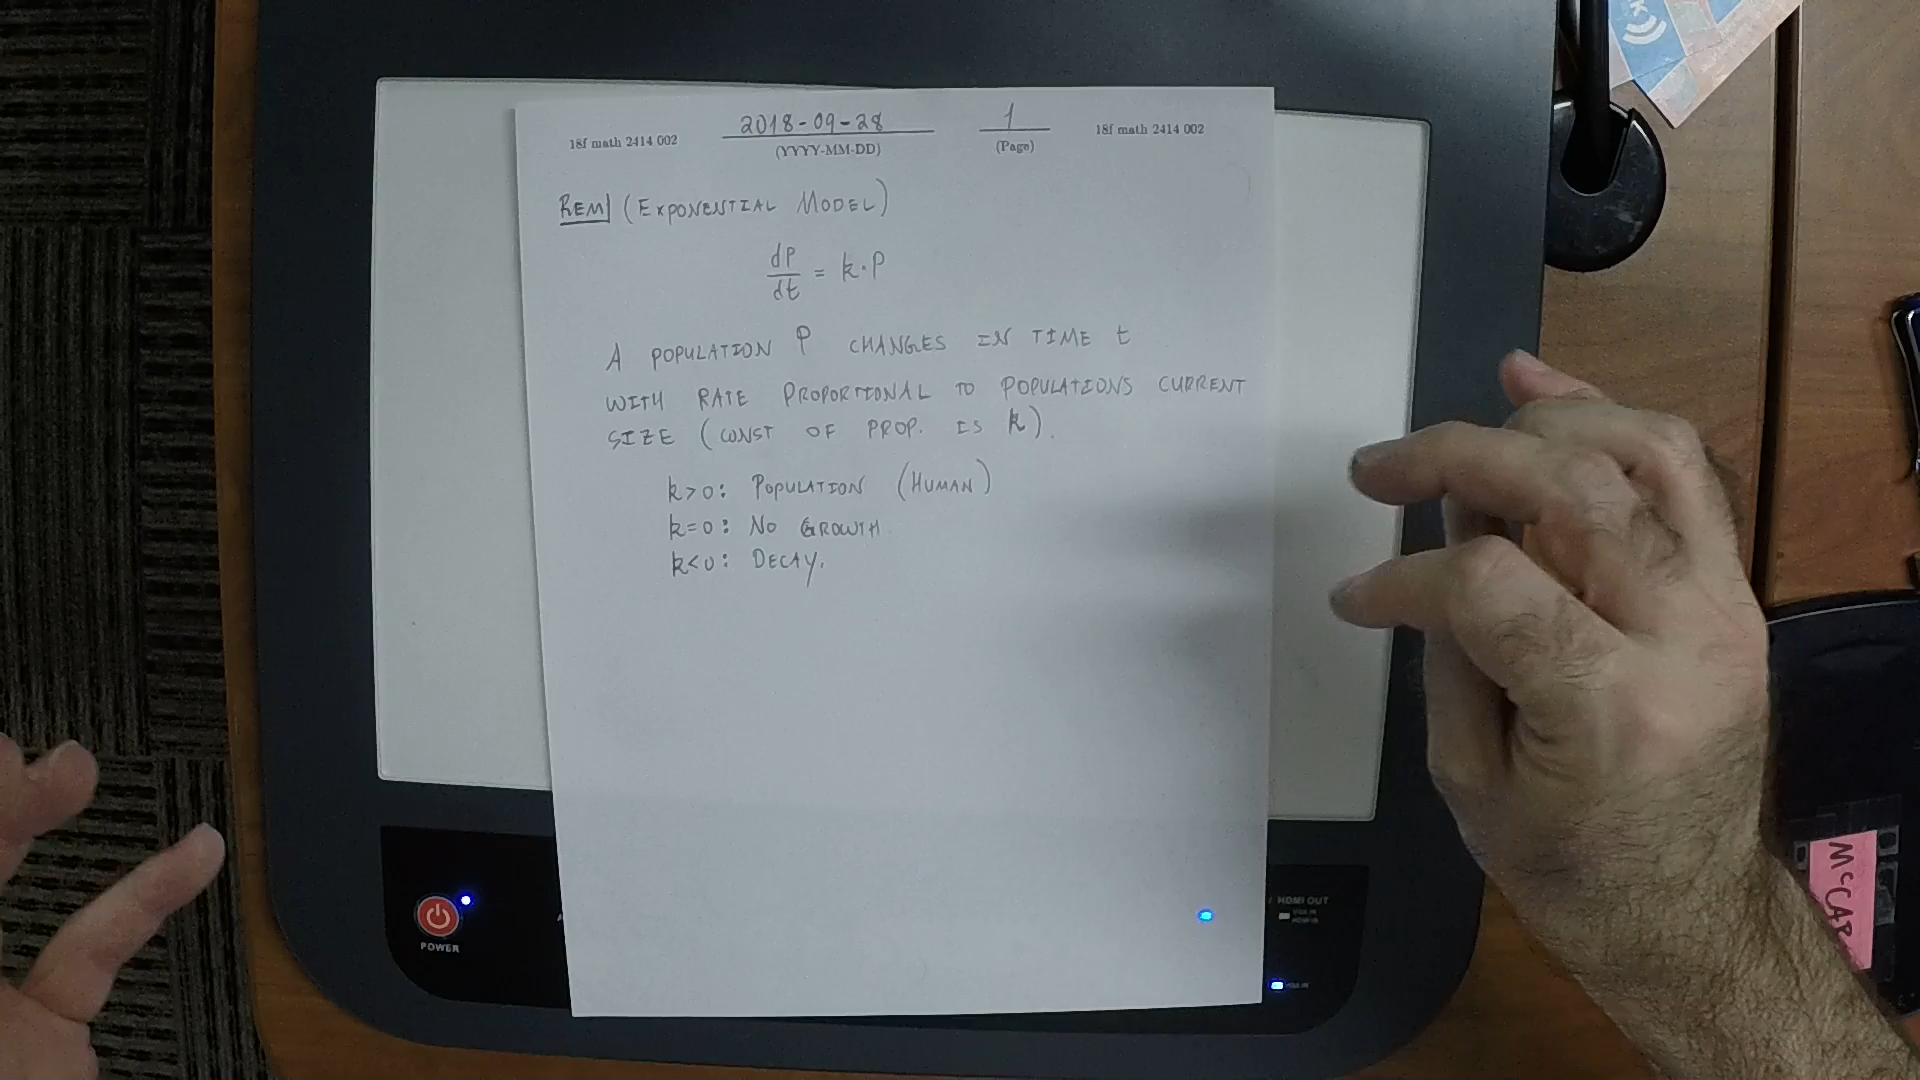 18f math 2414 002
2018-09-28
(YYYY-MM-DD)
1
(Page)
18f math 2414 002
REM (EXPONENTIAL MODEL)
dP/dt = k·P
A POPULATION P CHANGES IN TIME t
WITH RATE PROPORTIONAL TO POPULATIONS CURRENT
SIZE (CONST OF PROP. IS k).
k>0: POPULATION (HUMAN)
k=0: NO GROWTH
k<0: DECAY.
POWER
HDMI OUT
McCAR